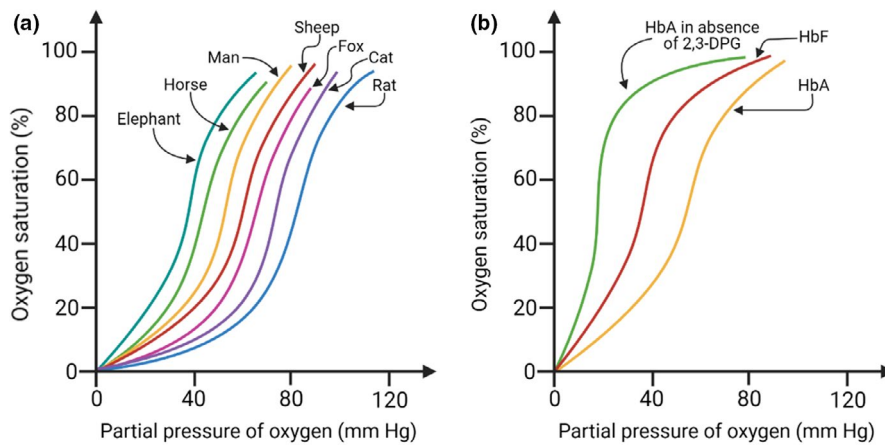 (a)
Oxygen saturation (%)
100
80
60
40
20
0
Elephant
Horse
Man
Sheep
Fox
Cat
Rat
0
40
80
120
Partial pressure of oxygen (mm Hg)
(b)
Oxygen saturation (%)
100
80
60
40
20
0
HbA in absence
of 2,3-DPG
HbF
HbA
0
40
80
120
Partial pressure of oxygen (mm Hg)